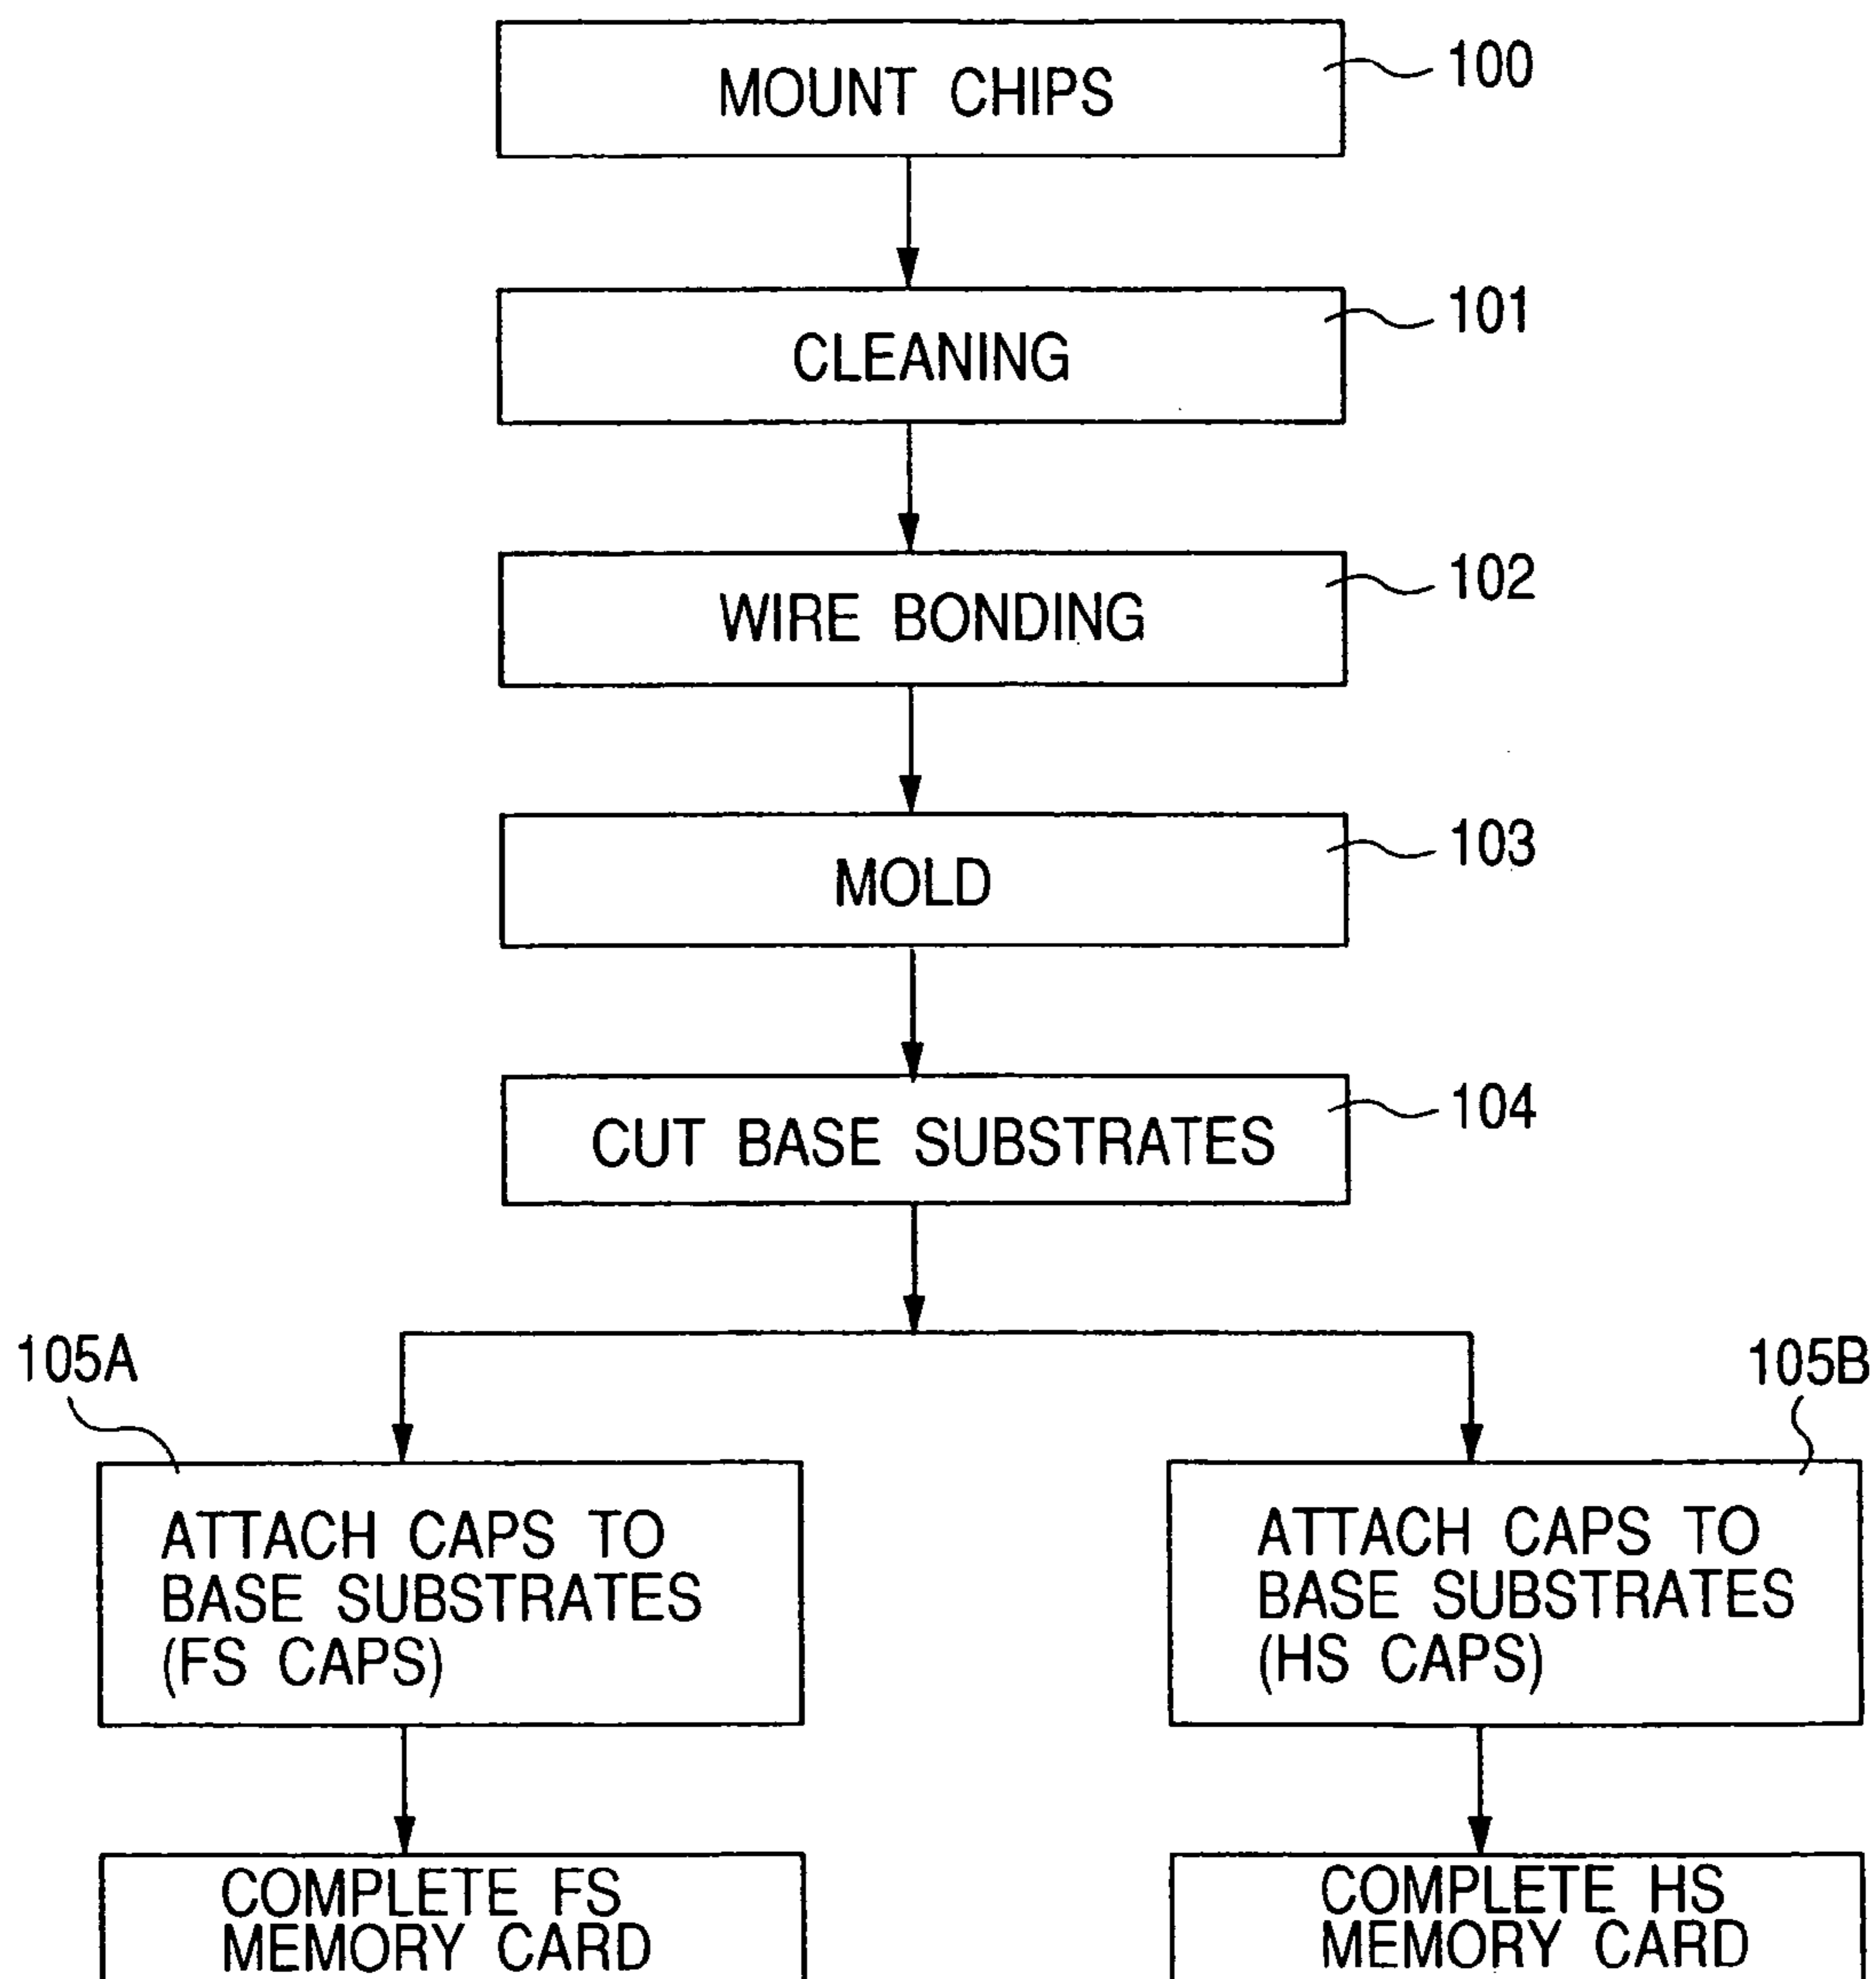 MOUNT CHIPS
100
CLEANING
101
WIRE BONDING
102
MOLD
103
CUT BASE SUBSTRATES
104
105A
105B
ATTACH CAPS TO
BASE SUBSTRATES
(FS CAPS)
ATTACH CAPS TO
BASE SUBSTRATES
(HS CAPS)
COMPLETE FS
MEMORY CARD
COMPLETE HS
MEMORY CARD